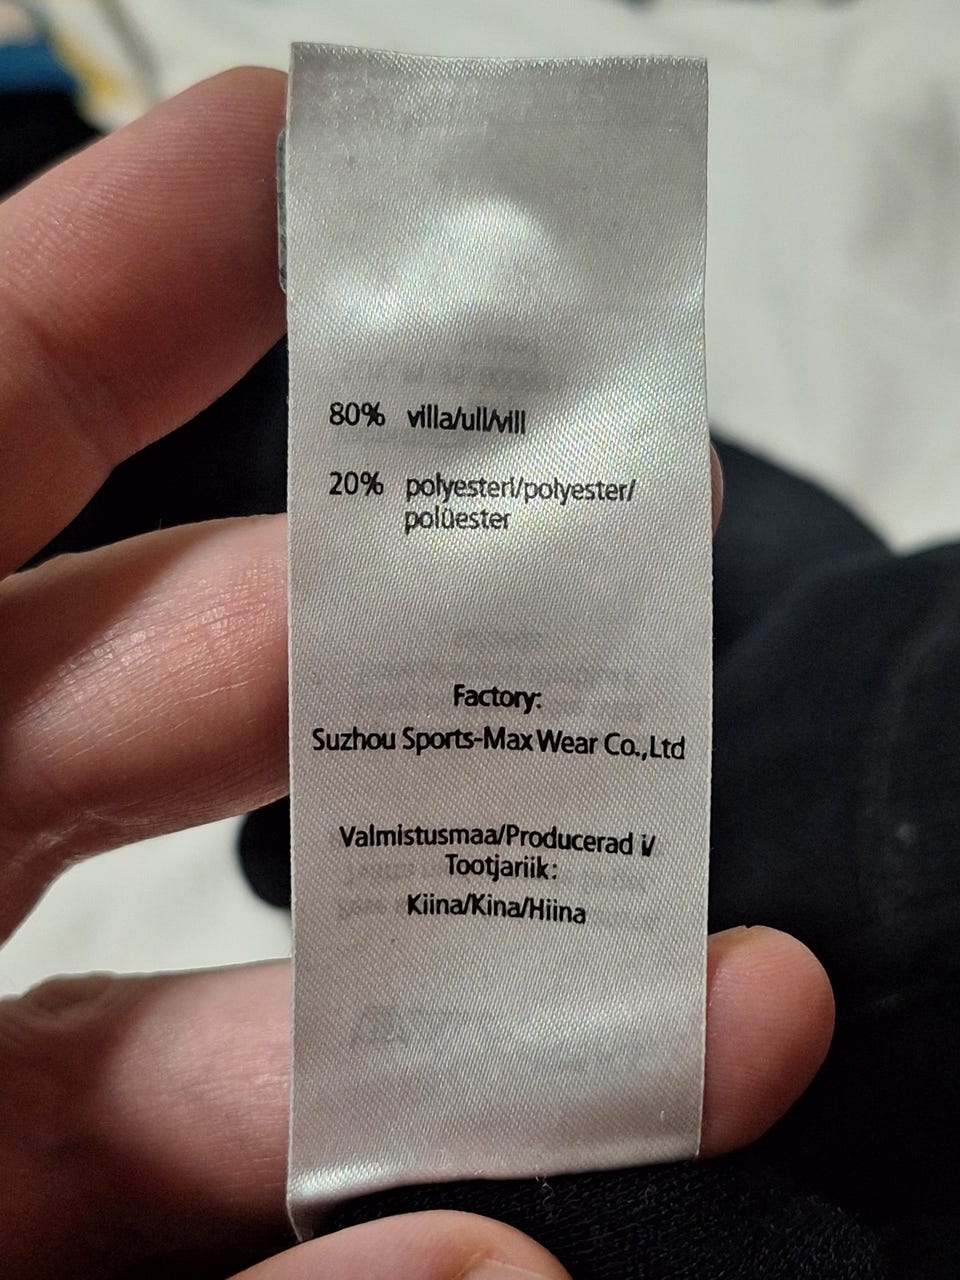 80% villa/ull/vill
20% polyesteri/polyester/
polüester
Factory:
Suzhou Sports-Max Wear Co.,Ltd
Valmistusmaa/Producerad i/
Tootjariik:
Kiina/Kina/Hiina